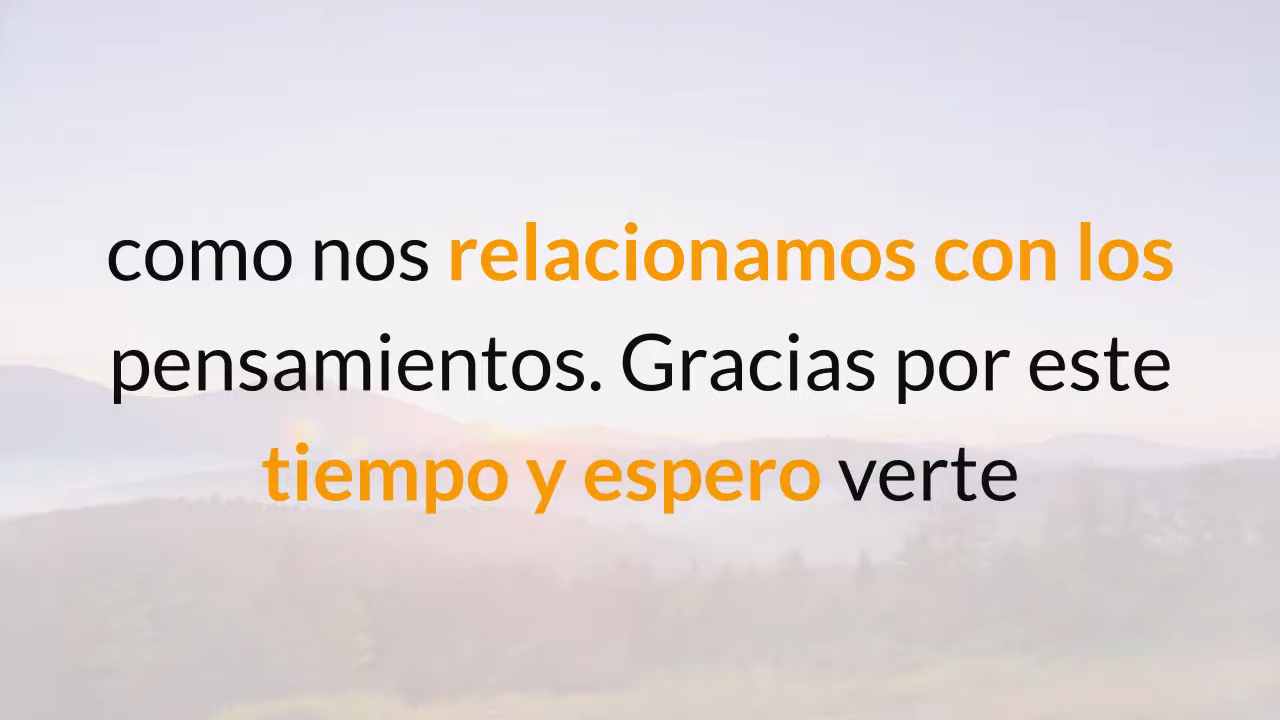 como nos relacionamos con los
pensamientos. Gracias por este
tiempo y espero verte